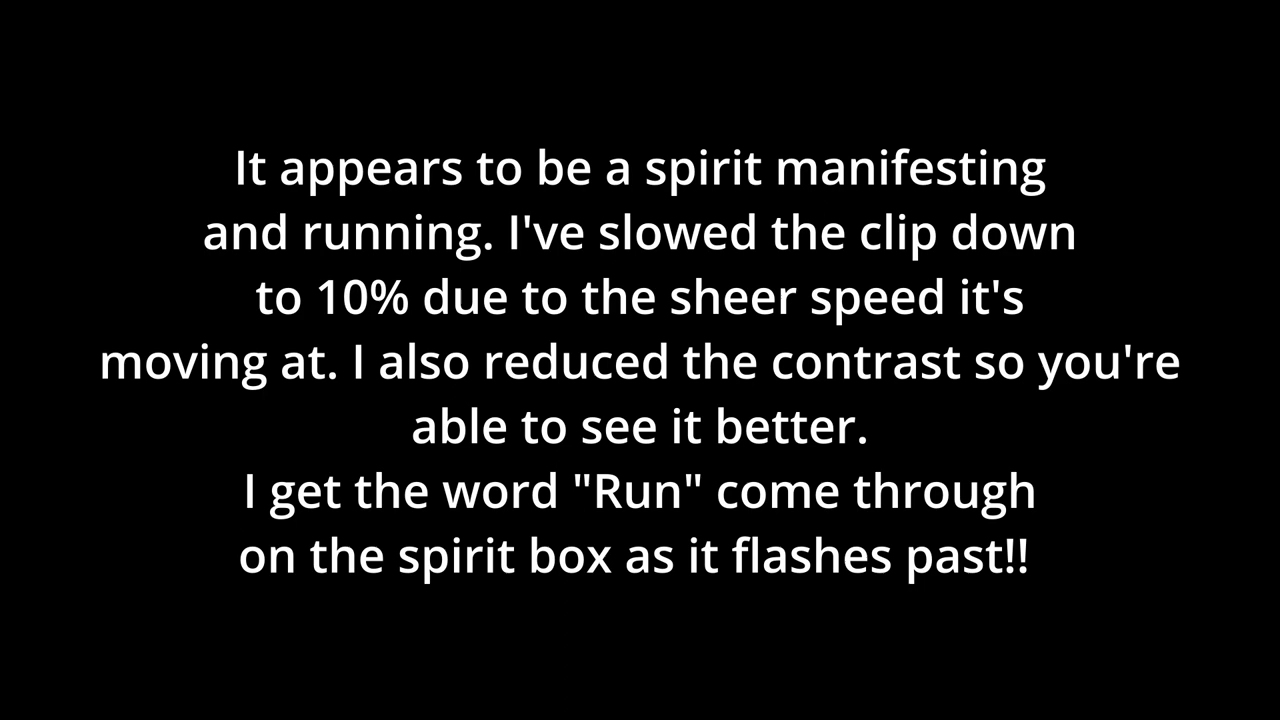 It appears to be a spirit manifesting
and running. I've slowed the clip down
to 10% due to the sheer speed it's
moving at. I also reduced the contrast so you're
able to see it better.
I get the word "Run" come through
on the spirit box as it flashes past!!